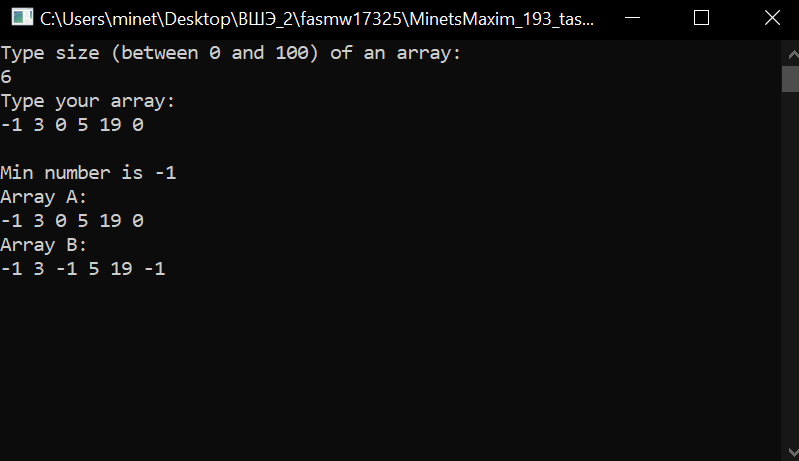 C:\Users\minet\Desktop\ВШЭ_2\fasmw17325\MinetsMaxim_193_tas...
Type size (between 0 and 100) of an array:
6
Type your array:
-1 3 0 5 19 0
Min number is -1
Array A:
-1 3 0 5 19 0
Array B:
-1 3 -1 5 19 -1